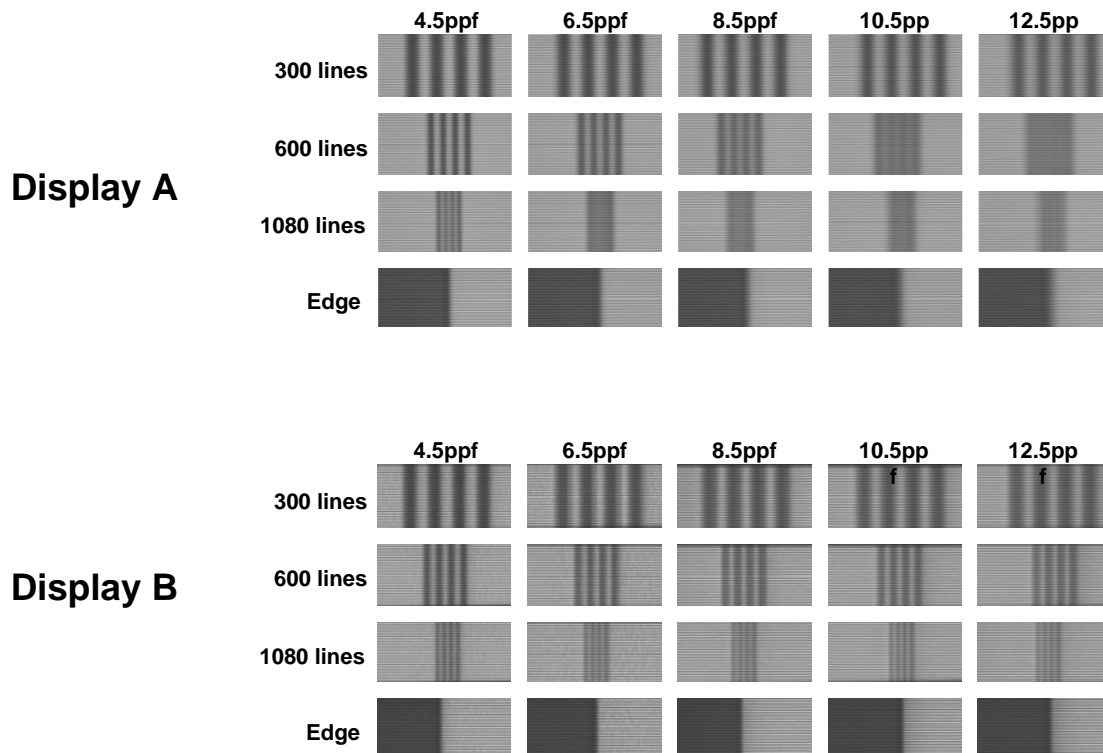 4.5ppf 6.5ppf 8.5ppf 10.5pp 12.5pp
300 lines
600 lines
Display A
1080 lines
Edge
4.5ppf 6.5ppf 8.5ppf 10.5pp 12.5pp
f f
300 lines
600 lines
Display B
1080 lines
Edge